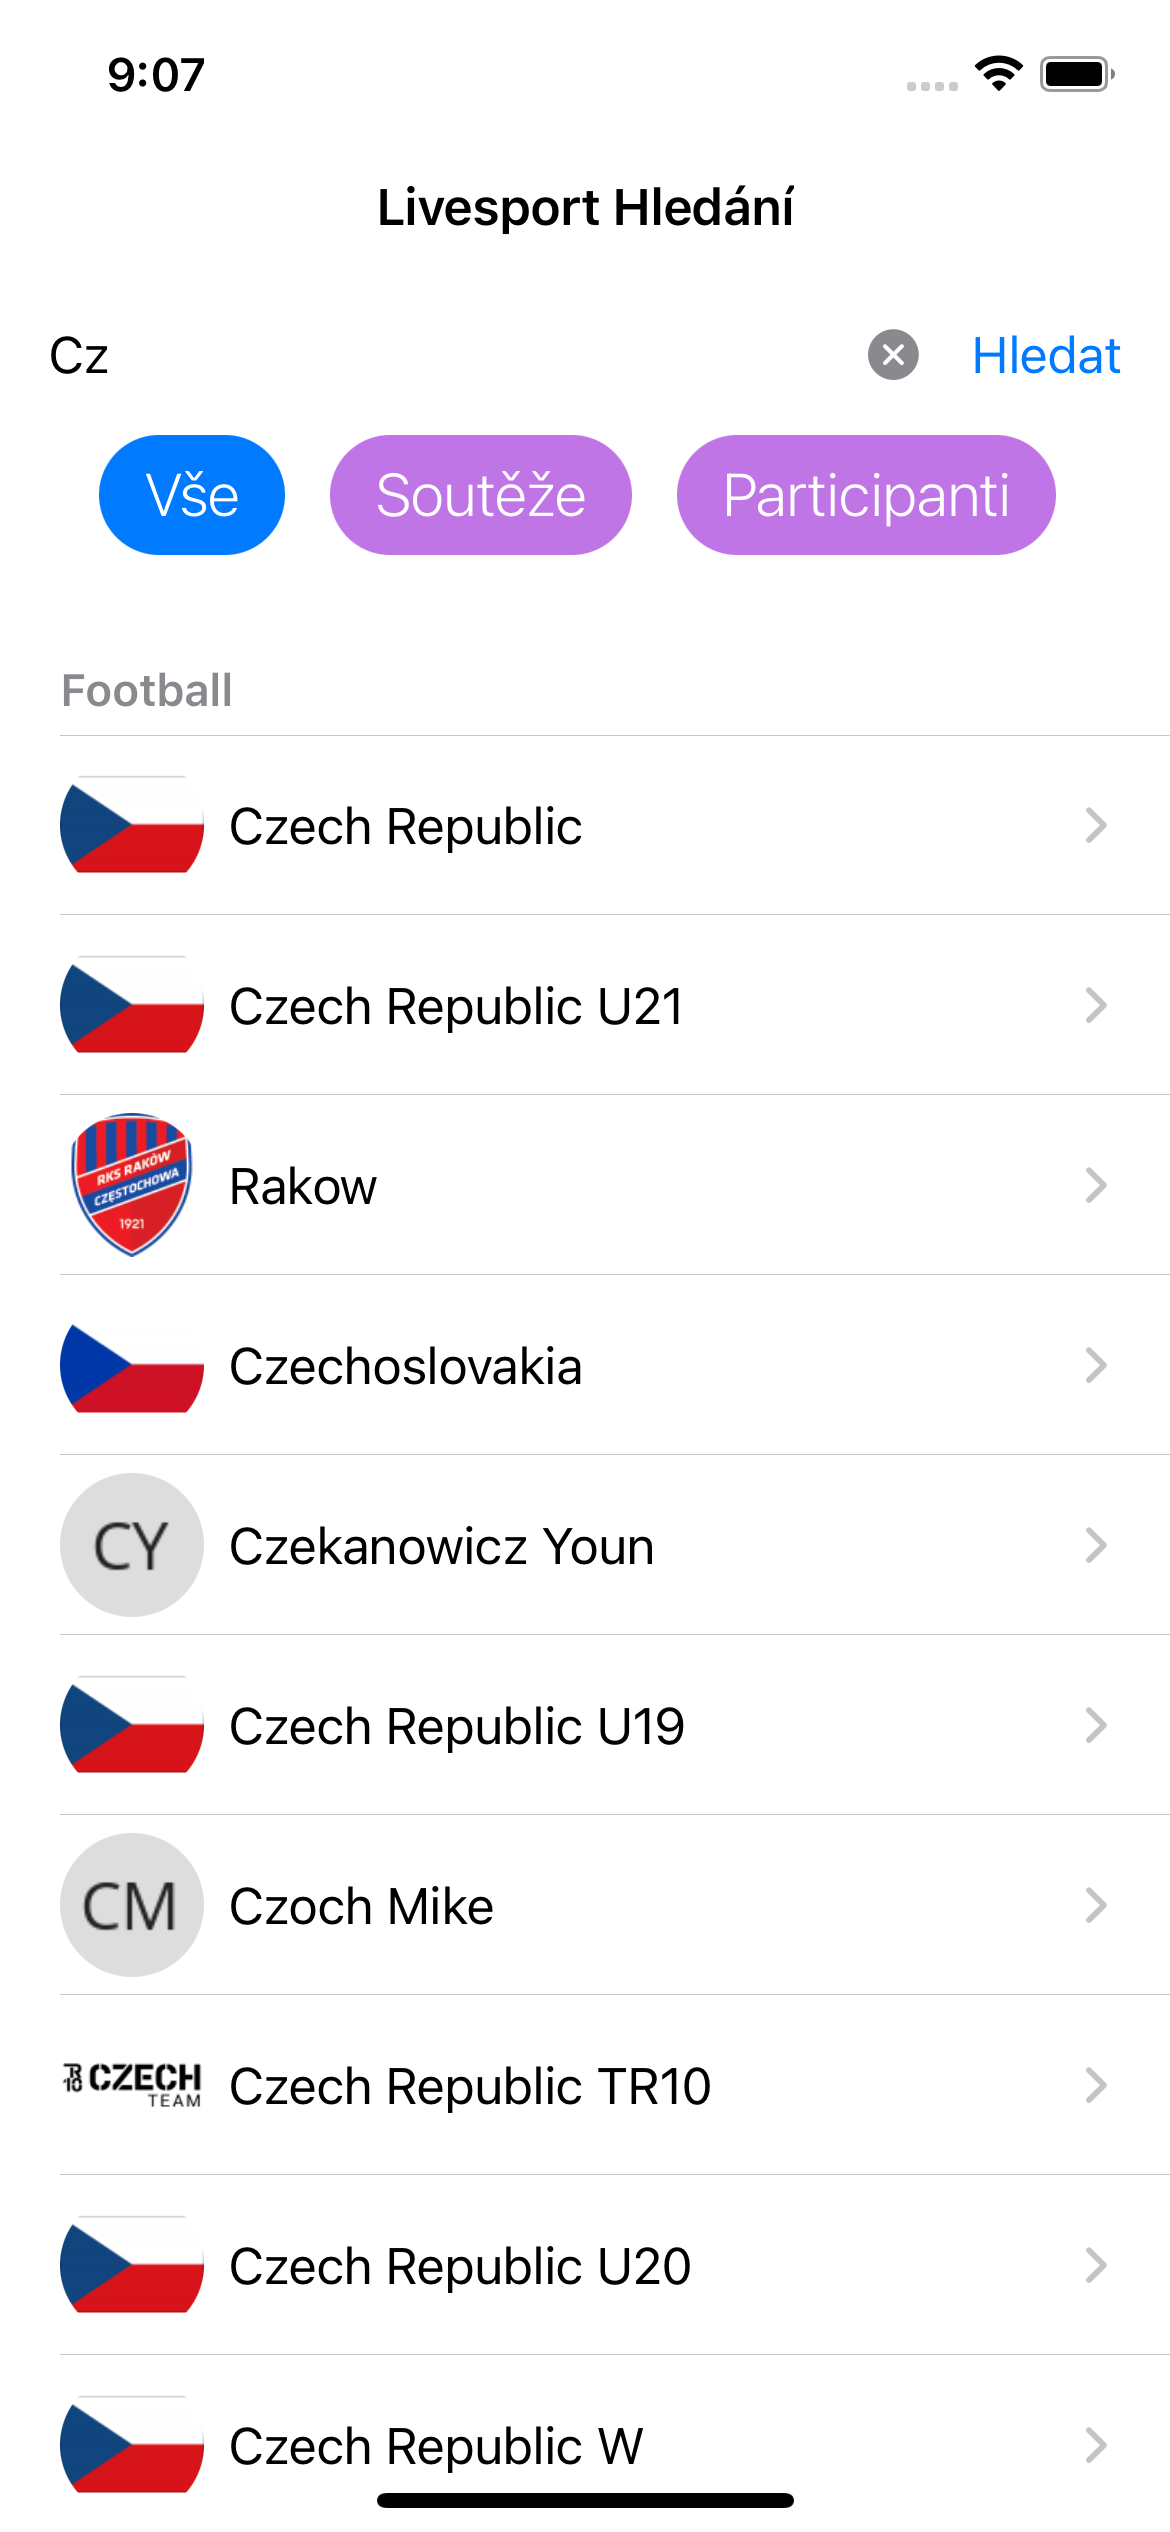 9:07
Livesport Hledání
Cz
Hledat
Vše
Soutěže
Participanti
Football
Czech Republic
Czech Republic U21
RKS RAKÓW
CZĘSTOCHOWA
1921
Rakow
Czechoslovakia
CY
Czekanowicz Youn
Czech Republic U19
CM
Czoch Mike
TR10 CZECH
TEAM
Czech Republic TR10
Czech Republic U20
Czech Republic W